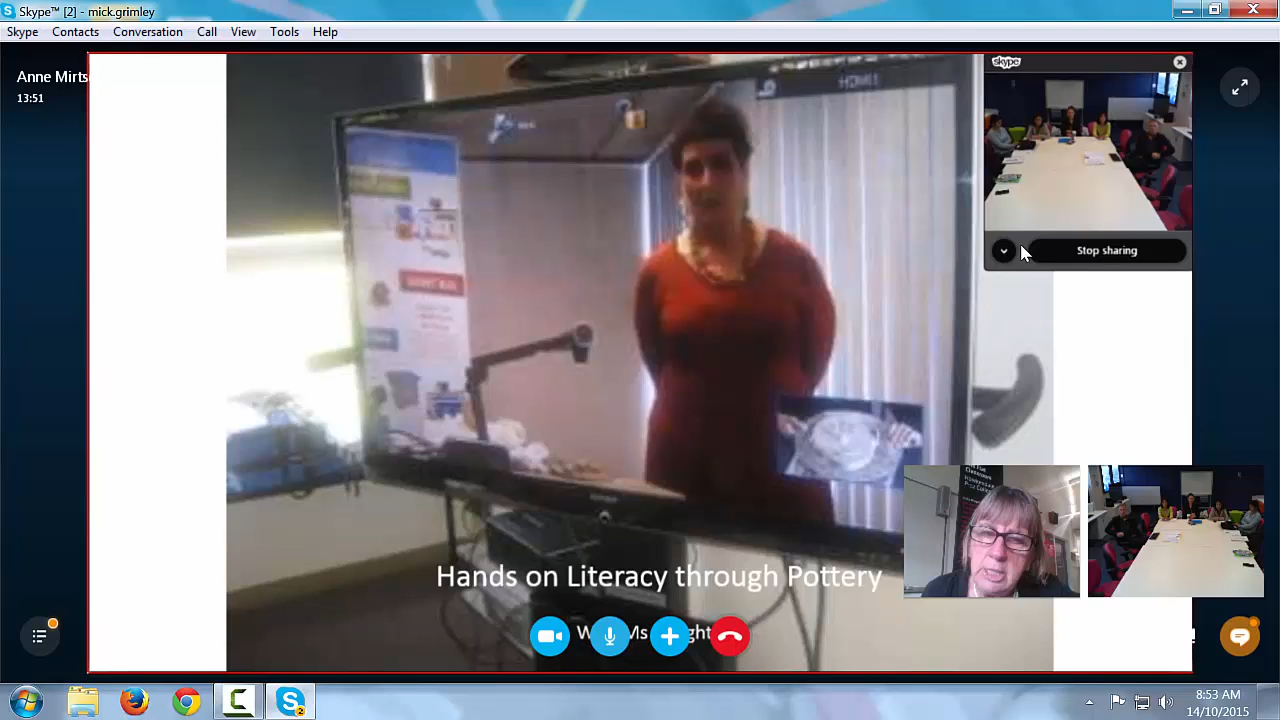 Skype™ [2] - mick.grimley
Skype Contacts Conversation Call View Tools Help
Anne Mirts
13:51
HDMI1
skype
Stop sharing
Hands on Literacy through Pottery
8:53 AM
14/10/2015